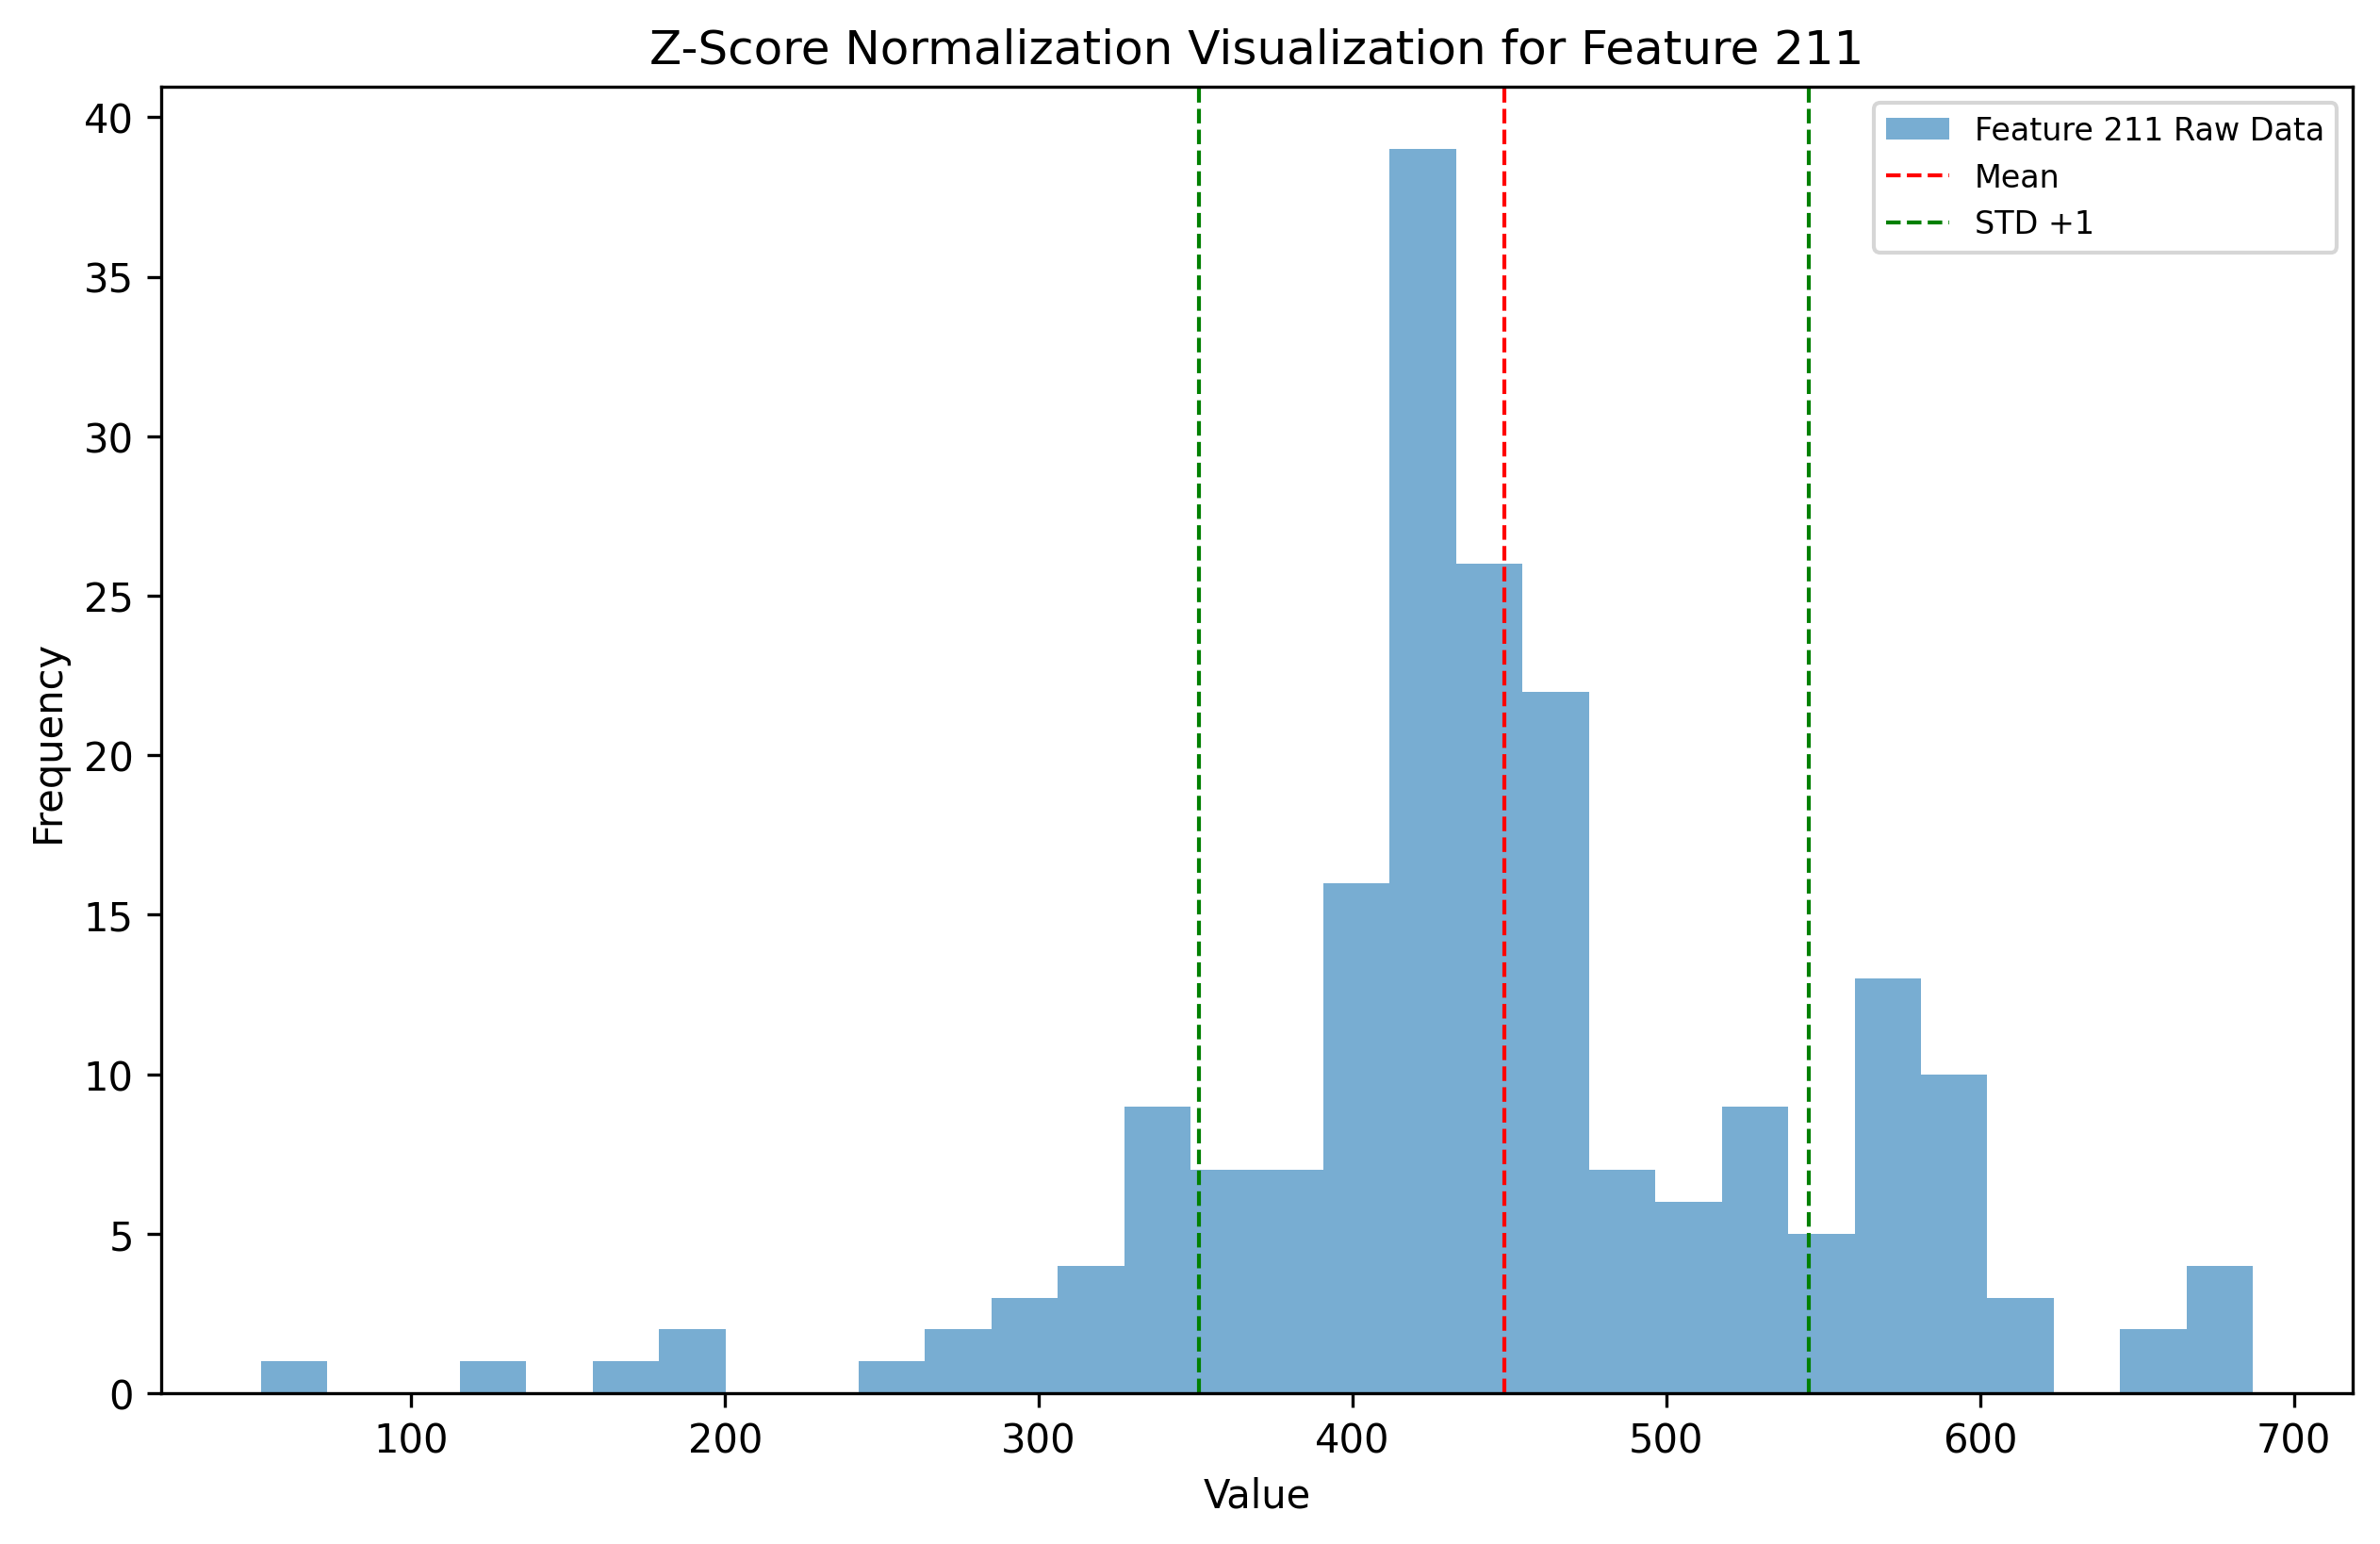 Z-Score Normalization Visualization for Feature 211
Feature 211 Raw Data
Mean
STD +1
40
35
30
25
20
15
10
5
0
Frequency
100 200 300 400 500 600 700
Value